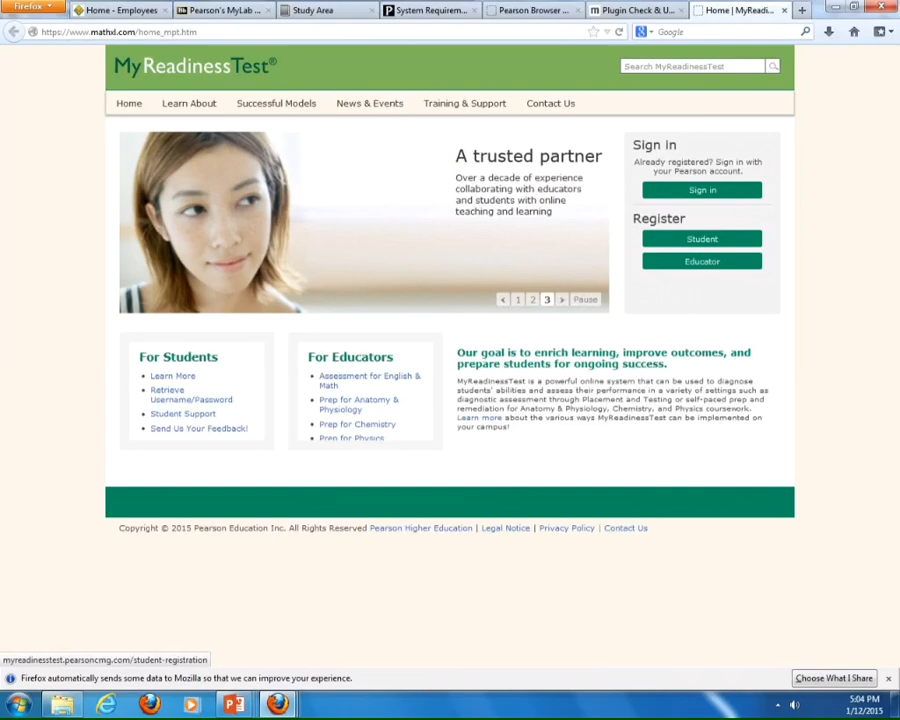 Firefox
Home - Employees
Pearson's MyLab ...
Study Area
System Requirem...
Pearson Browser ...
Plugin Check & U...
Home | MyReadi...
https://www.mathxl.com/home_mpt.htm
Google
MyReadinessTest®
Search MyReadinessTest
Home
Learn About
Successful Models
News & Events
Training & Support
Contact Us
A trusted partner
Over a decade of experience
collaborating with educators
and students with online
teaching and learning
1 2 3 Pause
Sign in
Already registered? Sign in with
your Pearson account.
Sign in
Register
Student
Educator
For Students
• Learn More
• Retrieve
Username/Password
• Student Support
• Send Us Your Feedback!
For Educators
• Assessment for English &
Math
• Prep for Anatomy &
Physiology
• Prep for Chemistry
• Prep for Physics
Our goal is to enrich learning, improve outcomes, and
prepare students for ongoing success.
MyReadinessTest is a powerful online system that can be used to diagnose
students' abilities and assess their performance in a variety of settings such as
diagnostic assessment through Placement and Testing or self-paced prep and
remediation for Anatomy & Physiology, Chemistry, and Physics coursework.
Learn more about the various ways MyReadinessTest can be implemented on
your campus!
Copyright © 2015 Pearson Education Inc. All Rights Reserved Pearson Higher Education | Legal Notice | Privacy Policy | Contact Us
myreadinesstest.pearsoncmg.com/student-registration
Firefox automatically sends some data to Mozilla so that we can improve your experience.
Choose What I Share
5:04 PM
1/12/2015